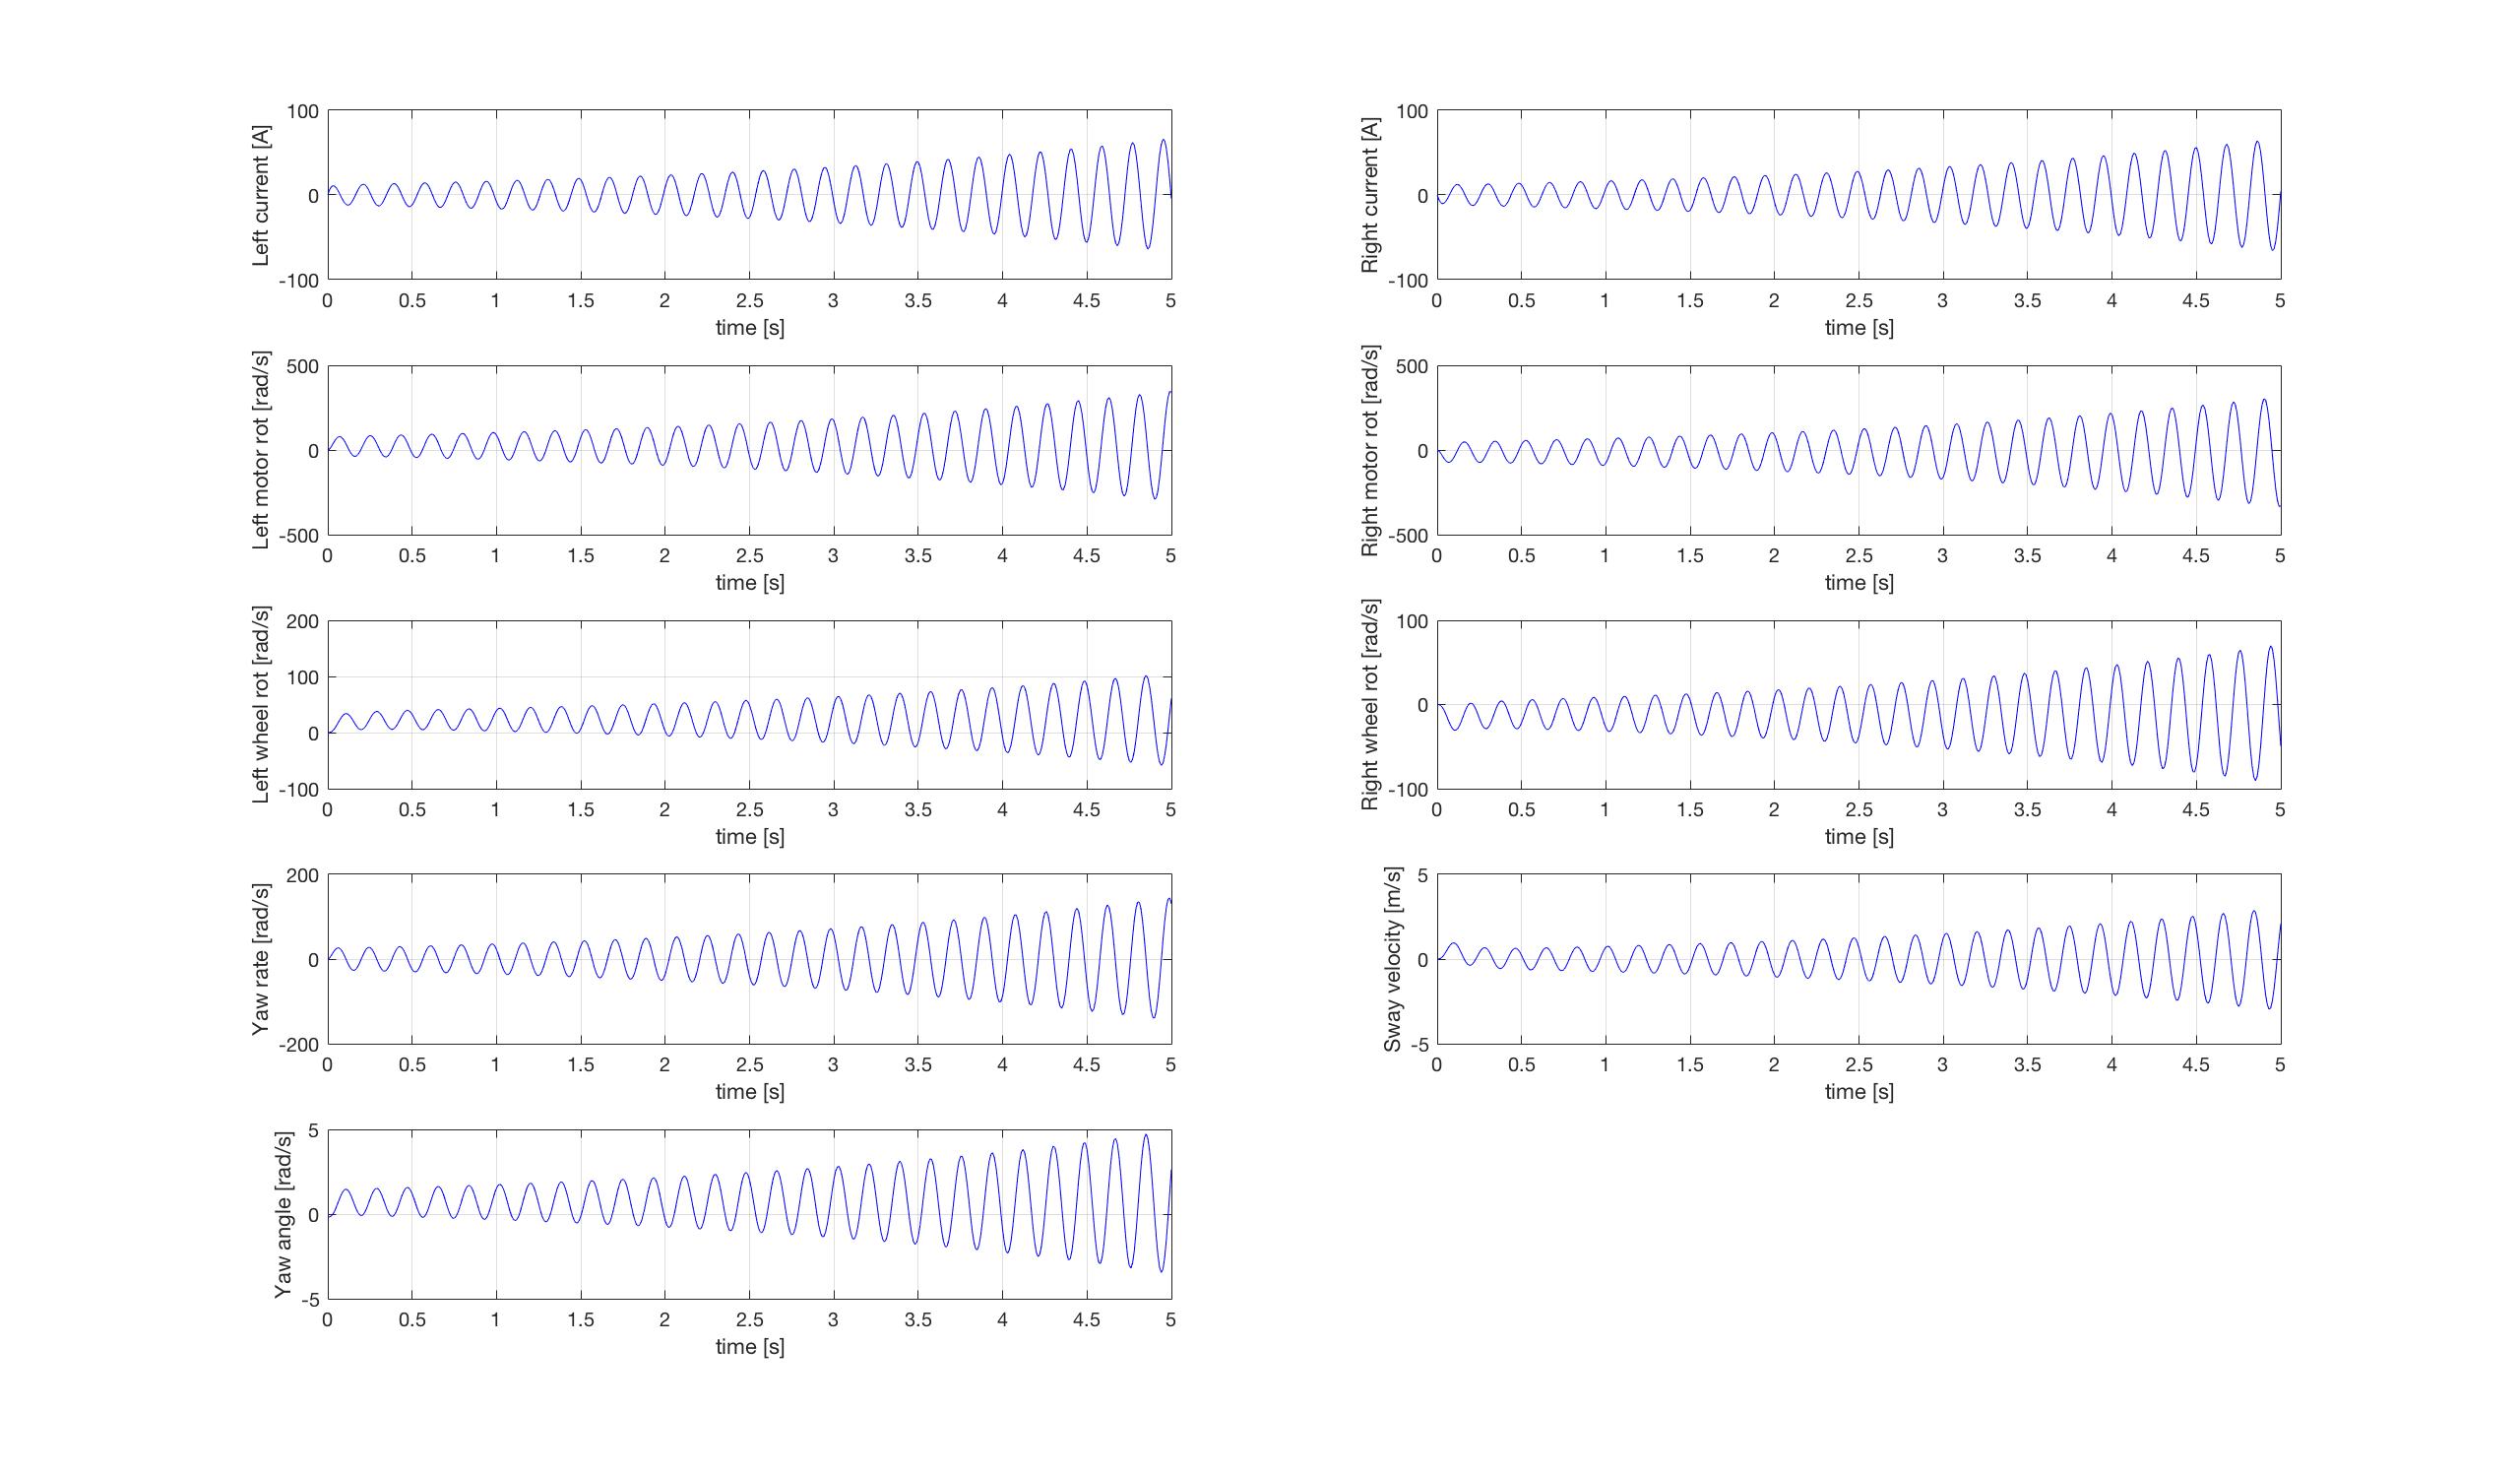 Left current [A]
100
0
-100
0 0.5 1 1.5 2 2.5 3 3.5 4 4.5 5
time [s]
Right current [A]
100
0
-100
0 0.5 1 1.5 2 2.5 3 3.5 4 4.5 5
time [s]
Left motor rot [rad/s]
500
0
-500
0 0.5 1 1.5 2 2.5 3 3.5 4 4.5 5
time [s]
Right motor rot [rad/s]
500
0
-500
0 0.5 1 1.5 2 2.5 3 3.5 4 4.5 5
time [s]
Left wheel rot [rad/s]
200
100
0
-100
0 0.5 1 1.5 2 2.5 3 3.5 4 4.5 5
time [s]
Right wheel rot [rad/s]
100
0
-100
0 0.5 1 1.5 2 2.5 3 3.5 4 4.5 5
time [s]
Yaw rate [rad/s]
200
0
-200
0 0.5 1 1.5 2 2.5 3 3.5 4 4.5 5
time [s]
Sway velocity [m/s]
5
0
-5
0 0.5 1 1.5 2 2.5 3 3.5 4 4.5 5
time [s]
Yaw angle [rad/s]
5
0
-5
0 0.5 1 1.5 2 2.5 3 3.5 4 4.5 5
time [s]